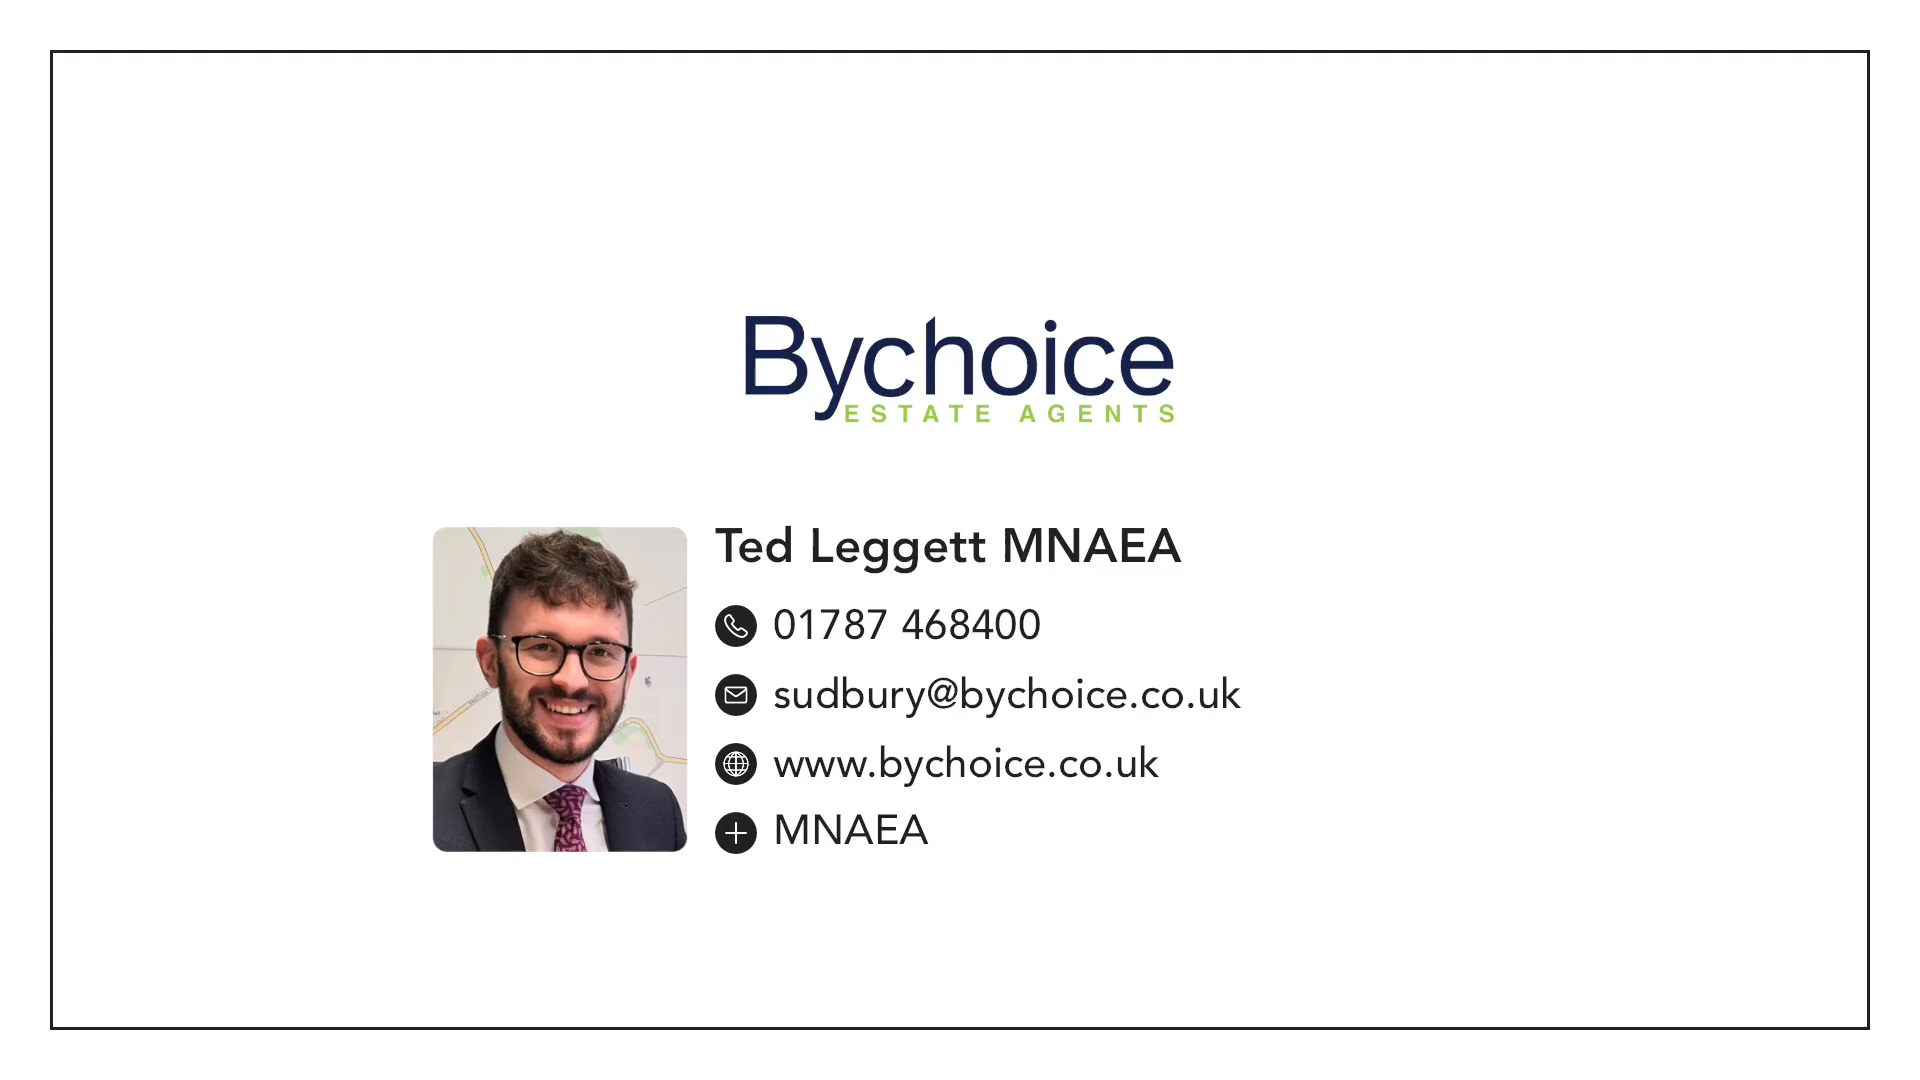 Bychoice
ESTATE AGENTS
Ted Leggett MNAEA
01787 468400
sudbury@bychoice.co.uk
www.bychoice.co.uk
MNAEA